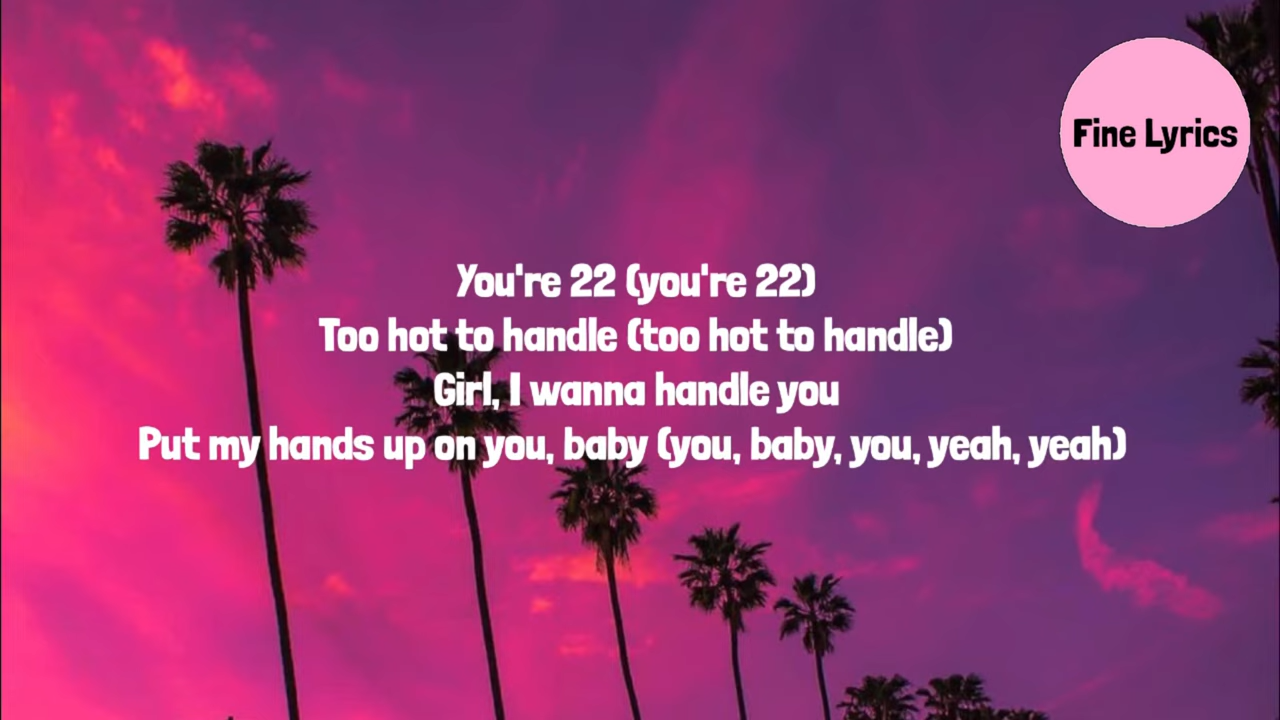 Fine Lyrics
You're 22 (you're 22)
Too hot to handle (too hot to handle)
Girl, I wanna handle you
Put my hands up on you, baby (you, baby, you, yeah, yeah)